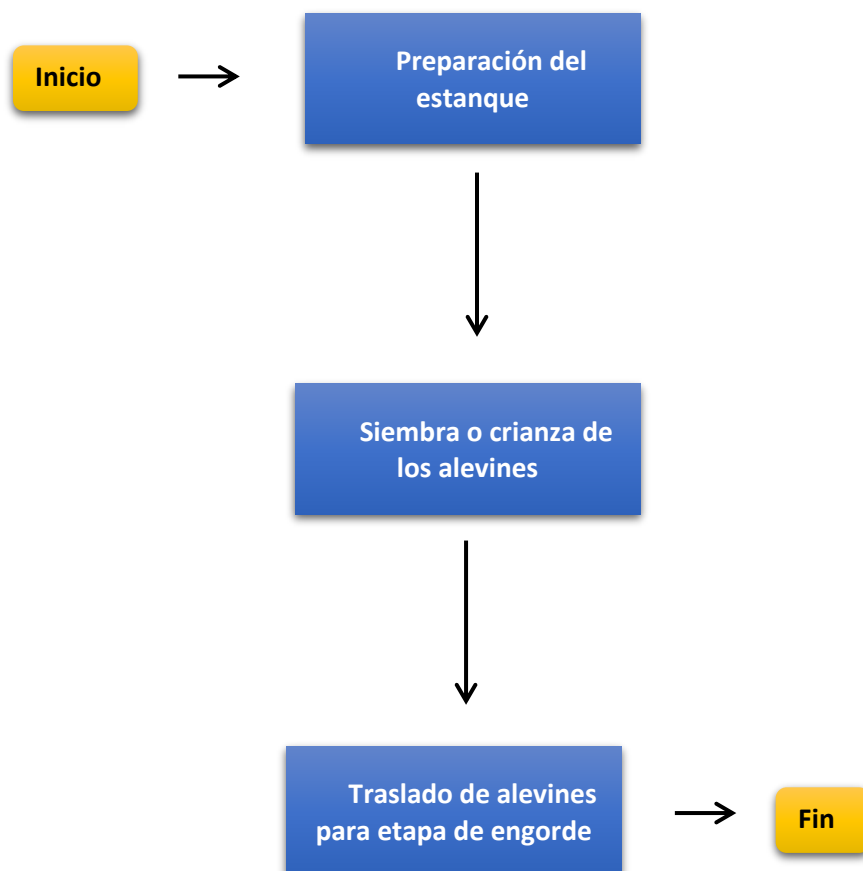 Inicio
Preparación del
estanque
Siembra o crianza de
los alevines
Traslado de alevines
para etapa de engorde
Fin